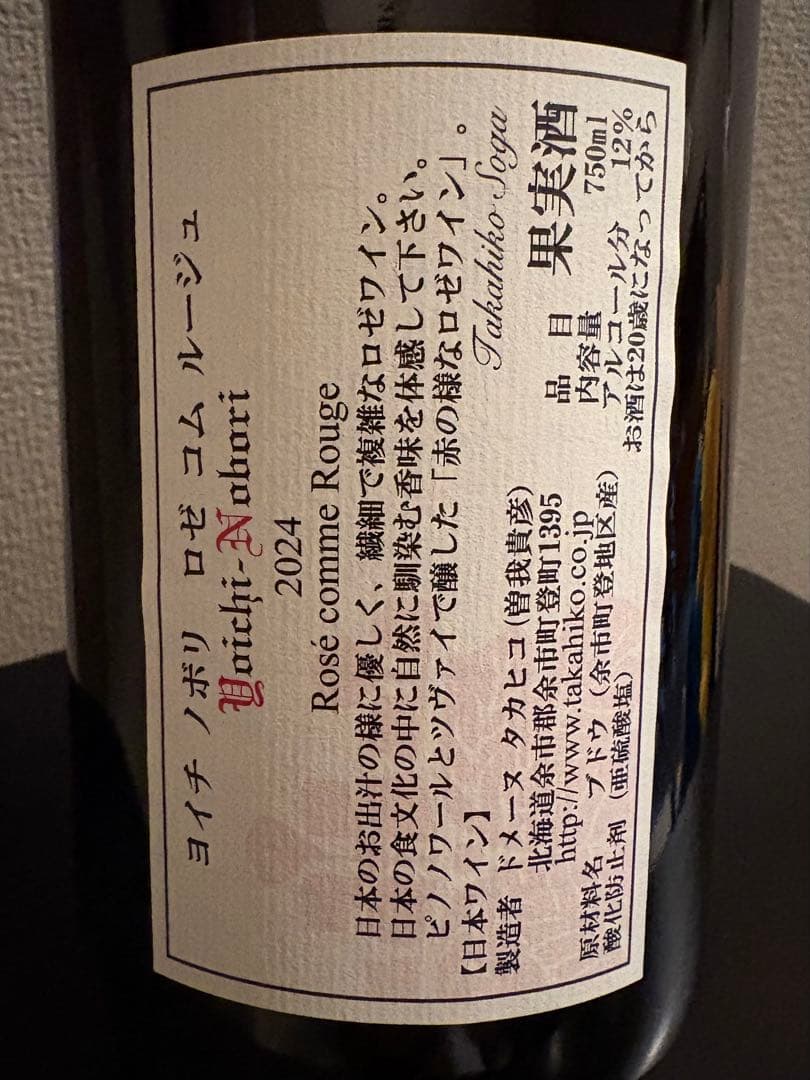 ヨイチ ノボリ ロゼ コム ルージュ
Yoichi-Nobori
2024
Rosé comme Rouge
日本のお出汁の様に優しく、繊細で複雑なロゼワイン。
日本の食文化の中に自然に馴染む香味を体感して下さい。
ピノノワールとツヴァイで醸した「赤の様なロゼワイン」。
Takahiko Soga
【日本ワイン】
製造者 ドメーヌ タカヒコ(曽我貴彦)
北海道余市郡余市町登町1395
http://www.takahiko.co.jp
原材料名 ブドウ(余市町登地区産)
酸化防止剤(亜硫酸塩)
品目 果実酒
内容量 750ml
アルコール分 12%
お酒は20歳になってから